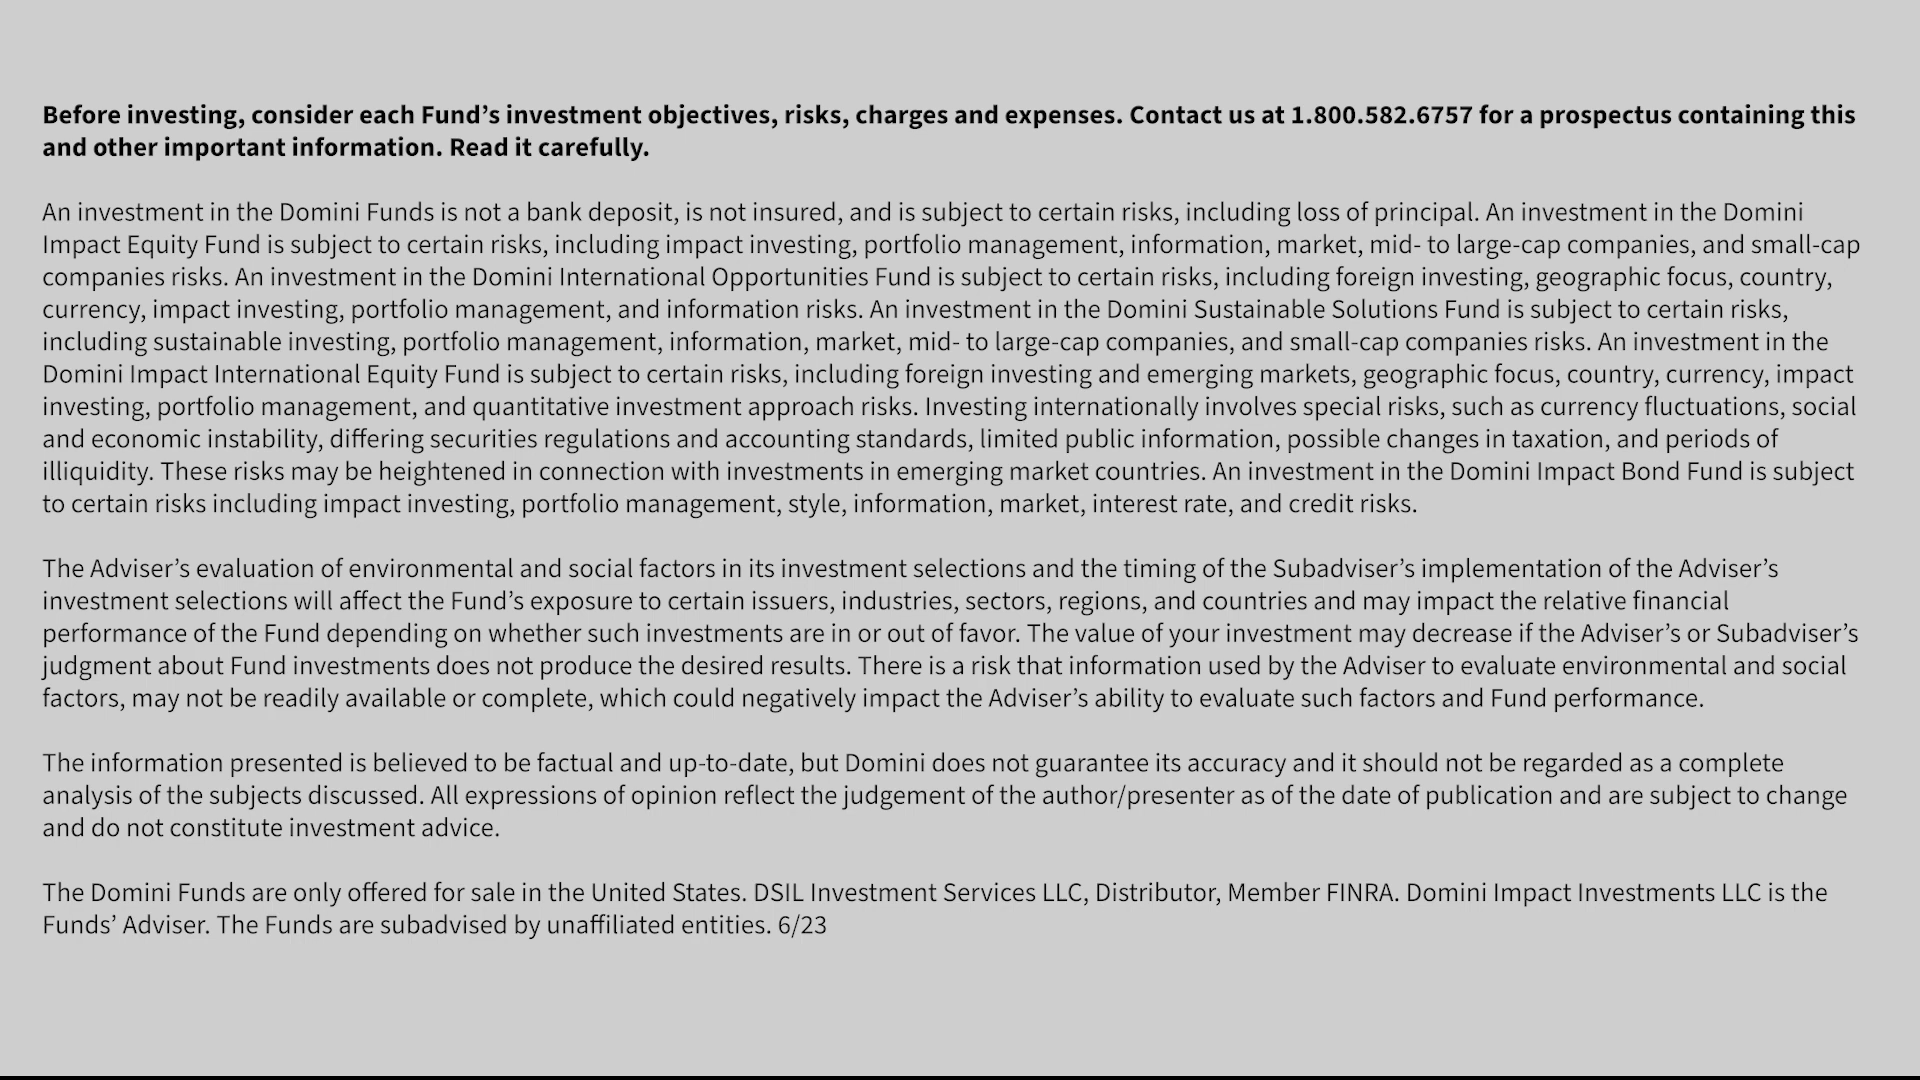 Before investing, consider each Fund’s investment objectives, risks, charges and expenses. Contact us at 1.800.582.6757 for a prospectus containing this
and other important information. Read it carefully.
An investment in the Domini Funds is not a bank deposit, is not insured, and is subject to certain risks, including loss of principal. An investment in the Domini
Impact Equity Fund is subject to certain risks, including impact investing, portfolio management, information, market, mid- to large-cap companies, and small-cap
companies risks. An investment in the Domini International Opportunities Fund is subject to certain risks, including foreign investing, geographic focus, country,
currency, impact investing, portfolio management, and information risks. An investment in the Domini Sustainable Solutions Fund is subject to certain risks,
including sustainable investing, portfolio management, information, market, mid- to large-cap companies, and small-cap companies risks. An investment in the
Domini Impact International Equity Fund is subject to certain risks, including foreign investing and emerging markets, geographic focus, country, currency, impact
investing, portfolio management, and quantitative investment approach risks. Investing internationally involves special risks, such as currency fluctuations, social
and economic instability, differing securities regulations and accounting standards, limited public information, possible changes in taxation, and periods of
illiquidity. These risks may be heightened in connection with investments in emerging market countries. An investment in the Domini Impact Bond Fund is subject
to certain risks including impact investing, portfolio management, style, information, market, interest rate, and credit risks.
The Adviser’s evaluation of environmental and social factors in its investment selections and the timing of the Subadviser’s implementation of the Adviser’s
investment selections will affect the Fund’s exposure to certain issuers, industries, sectors, regions, and countries and may impact the relative financial
performance of the Fund depending on whether such investments are in or out of favor. The value of your investment may decrease if the Adviser’s or Subadviser’s
judgment about Fund investments does not produce the desired results. There is a risk that information used by the Adviser to evaluate environmental and social
factors, may not be readily available or complete, which could negatively impact the Adviser’s ability to evaluate such factors and Fund performance.
The information presented is believed to be factual and up-to-date, but Domini does not guarantee its accuracy and it should not be regarded as a complete
analysis of the subjects discussed. All expressions of opinion reflect the judgement of the author/presenter as of the date of publication and are subject to change
and do not constitute investment advice.
The Domini Funds are only offered for sale in the United States. DSIL Investment Services LLC, Distributor, Member FINRA. Domini Impact Investments LLC is the
Funds’ Adviser. The Funds are subadvised by unaffiliated entities. 6/23